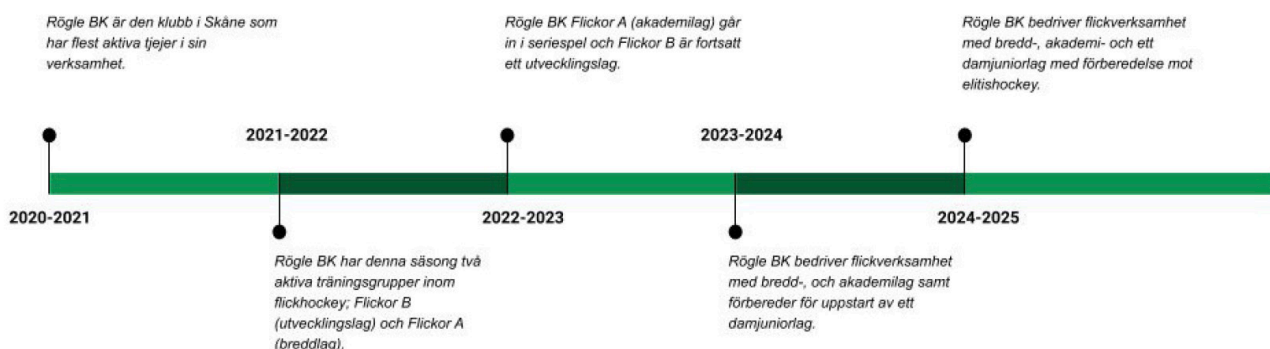 Rögle BK är den klubb i Skåne som
har flest aktiva tjejer i sin
verksamhet.
Rögle BK Flickor A (akademilag) går
in i seriespel och Flickor B är fortsatt
ett utvecklingslag.
Rögle BK bedriver flickverksamhet
med bredd-, akademi- och ett
damjuniorlag med förberedelse mot
elitishockey.
2021-2022
2023-2024
2020-2021
2022-2023
2024-2025
Rögle BK har denna säsong två
aktiva träningsgrupper inom
flickhockey; Flickor B
(utvecklingslag) och Flickor A
(breddlag).
Rögle BK bedriver flickverksamhet
med bredd-, och akademilag samt
förbereder för uppstart av ett
damjuniorlag.